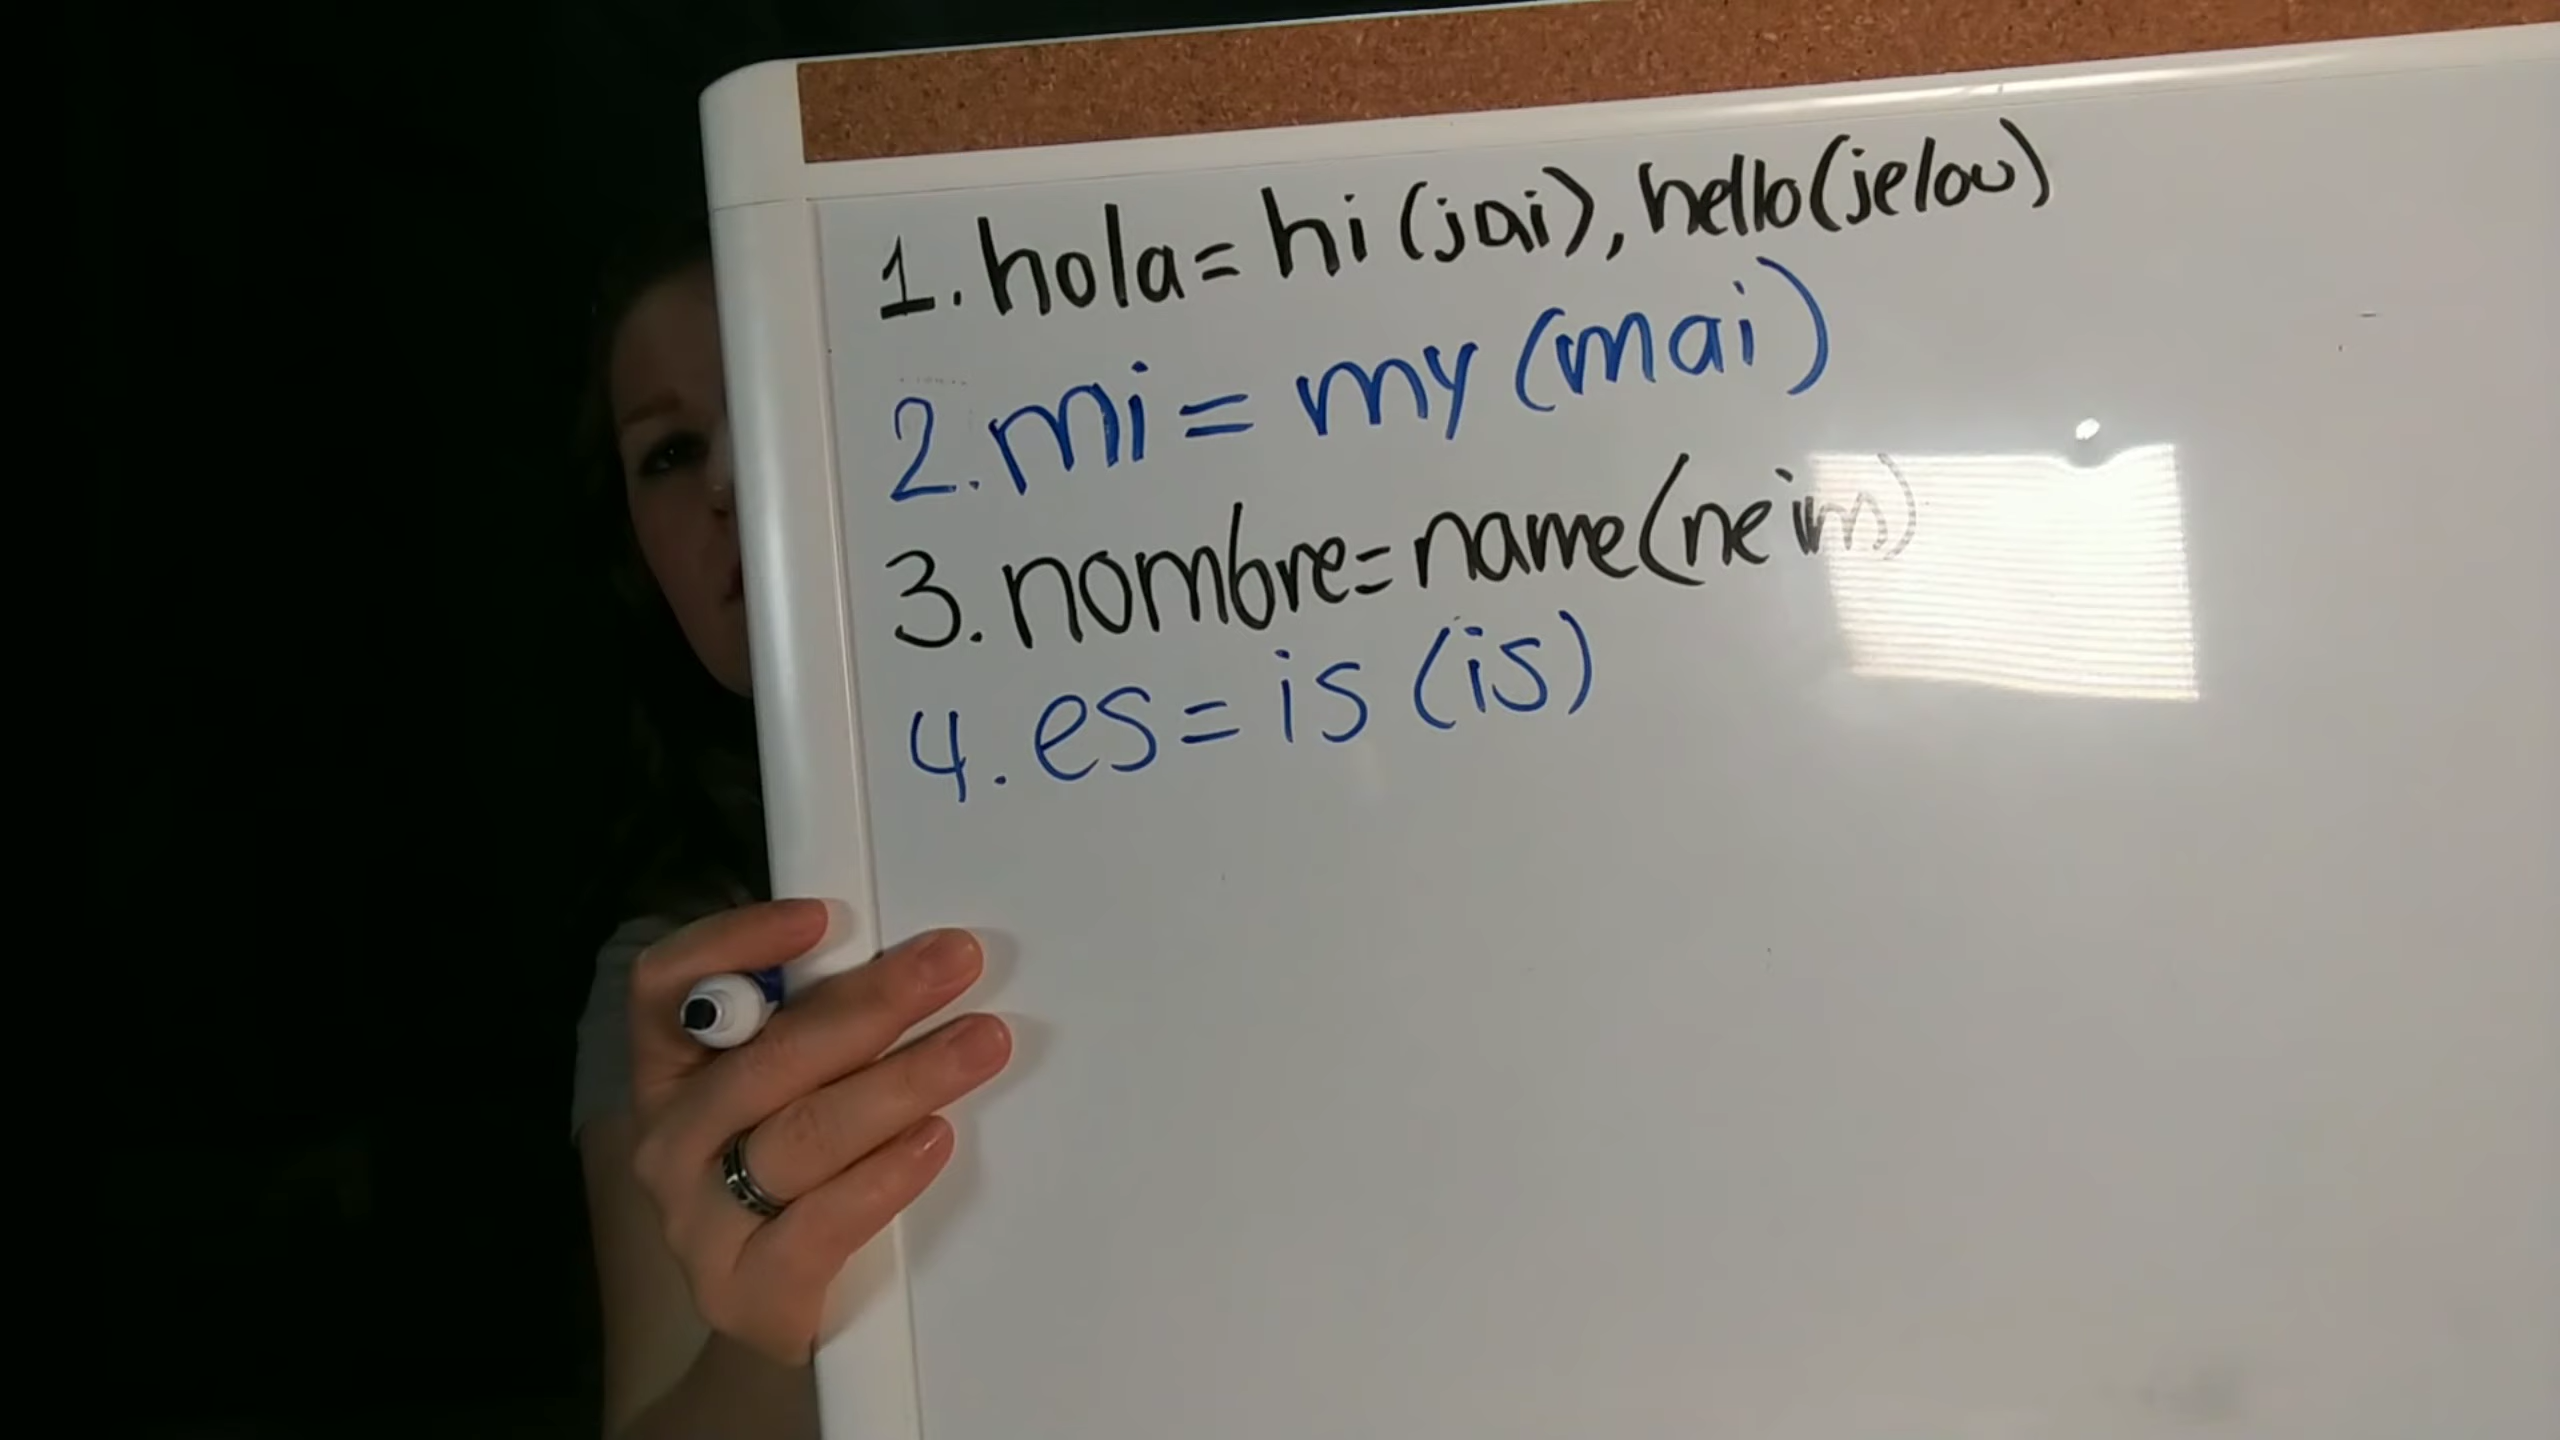 1. hola= hi (jai), hello(jelou)
2. mi = my (mai)
3. nombre=name(neim)
4. es= is (is)